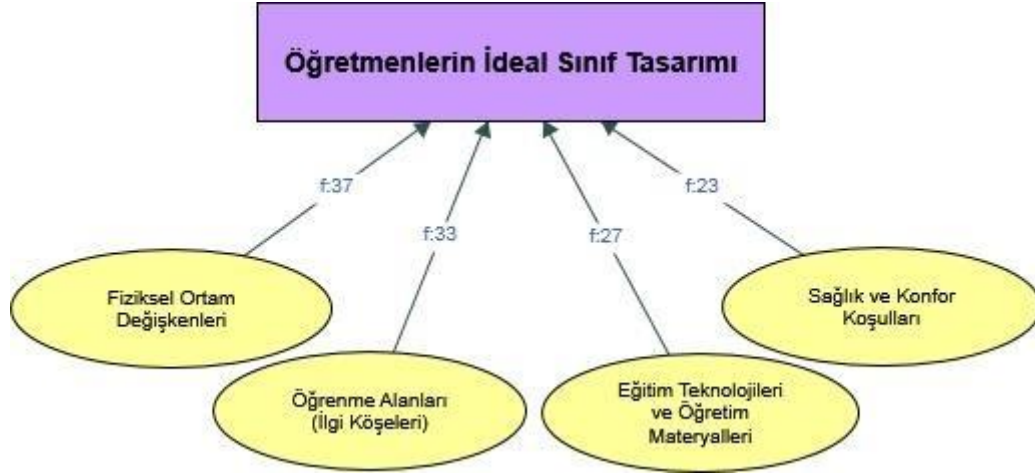 Öğretmenlerin İdeal Sınıf Tasarımı
f:37
f:23
f:33
f:27
Fiziksel Ortam
Değişkenleri
Sağlık ve Konfor
Koşulları
Öğrenme Alanları
(İlgi Köşeleri)
Eğitim Teknolojileri
ve Öğretim
Materyalleri